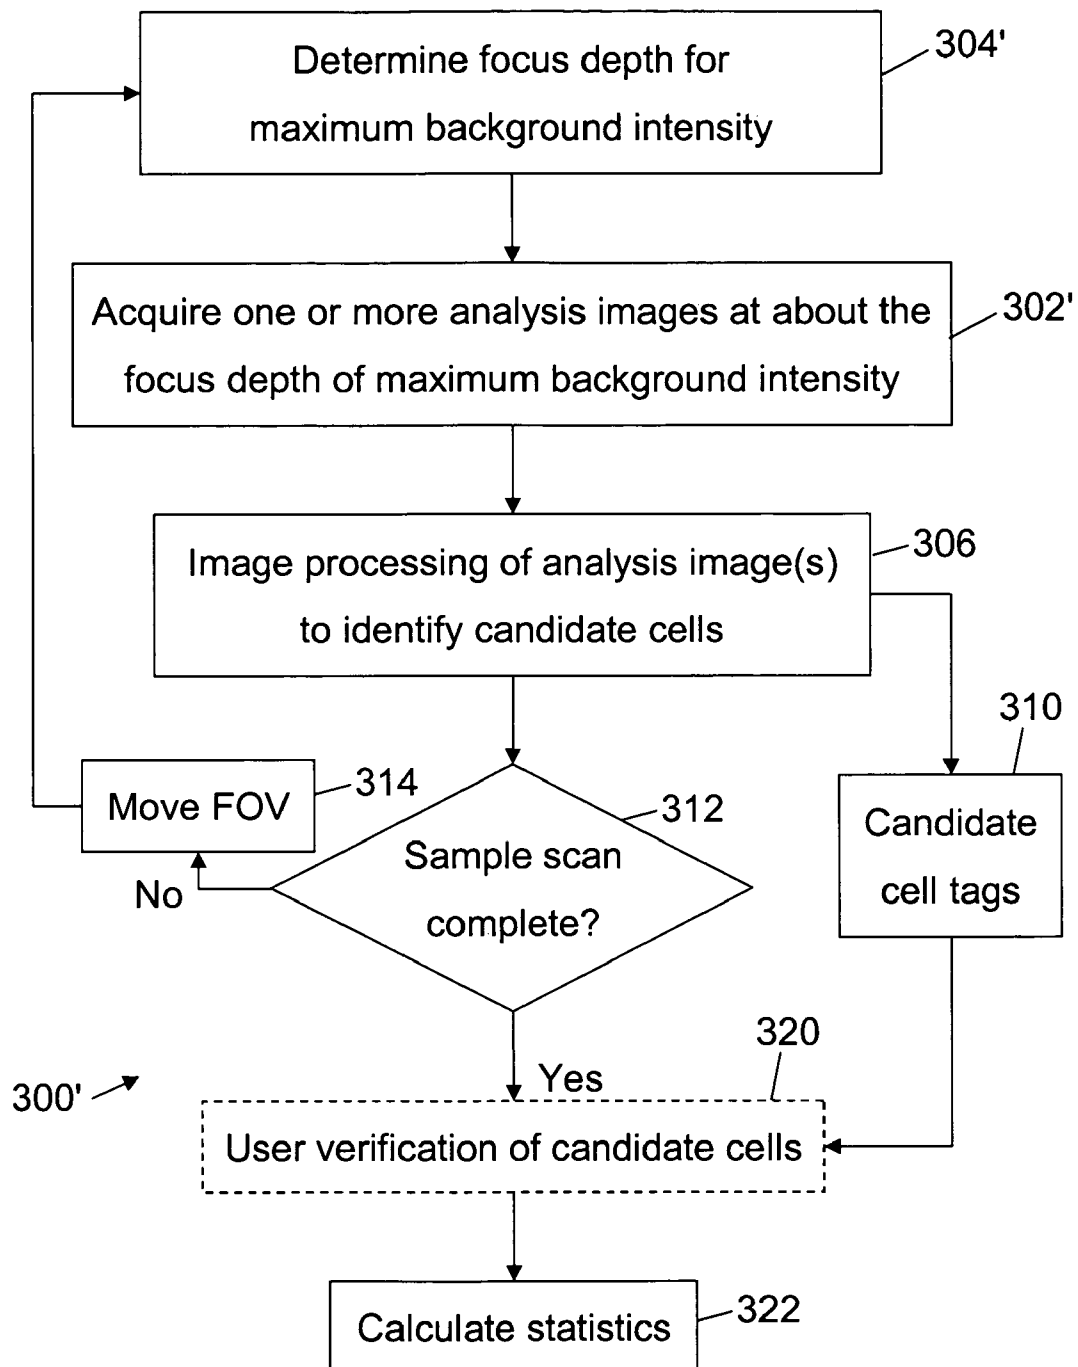 Determine focus depth for
maximum background intensity
304'
Acquire one or more analysis images at about the
focus depth of maximum background intensity
302'
Image processing of analysis image(s)
to identify candidate cells
306
310
Move FOV
314
312
Sample scan
complete?
No
Candidate
cell tags
320
Yes
300'
User verification of candidate cells
Calculate statistics
322